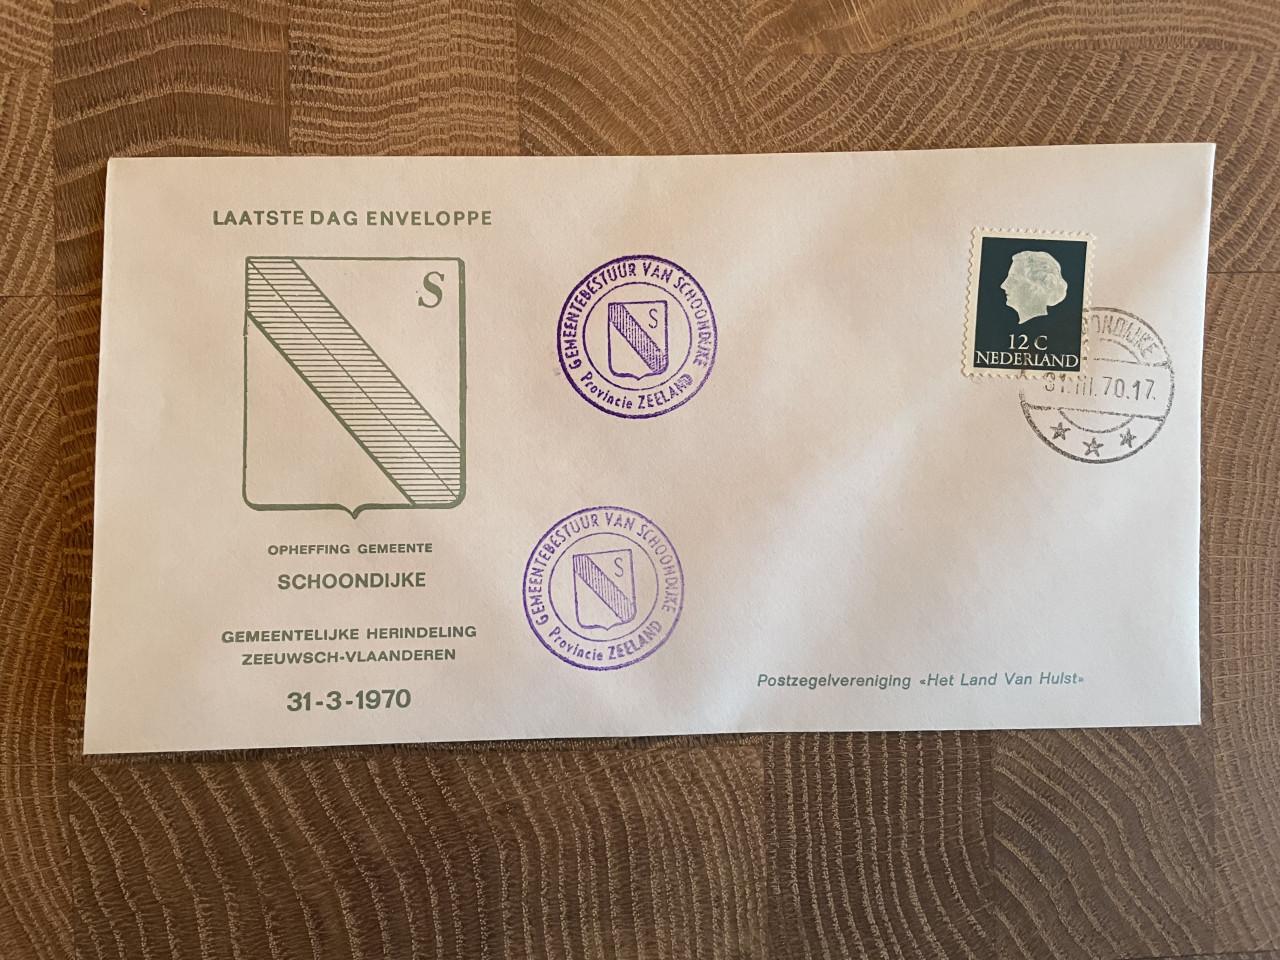 LAATSTE DAG ENVELOPPE
S
OPHEFFING GEMEENTE
SCHOONDIJKE
GEMEENTELIJKE HERINDELING
ZEEUWSCH-VLAANDEREN
31-3-1970
GEMEENTEBESTUUR VAN SCHOONDIJKE
S
Provincie ZEELAND
GEMEENTEBESTUUR VAN SCHOONDIJKE
S
Provincie ZEELAND
12 C
NEDERLAND
31.III.70.17.
Postzegelvereniging «Het Land Van Hulst»